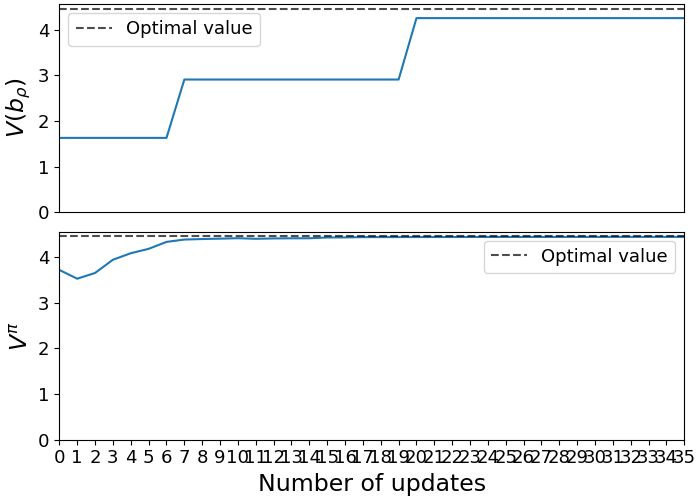 4
3
2
1
0
V(b_ρ)
Optimal value
4
3
2
1
0
V^π
Optimal value
0 1 2 3 4 5 6 7 8 9 10 11 12 13 14 15 16 17 18 19 20 21 22 23 24 25 26 27 28 29 30 31 32 33 34 35
Number of updates